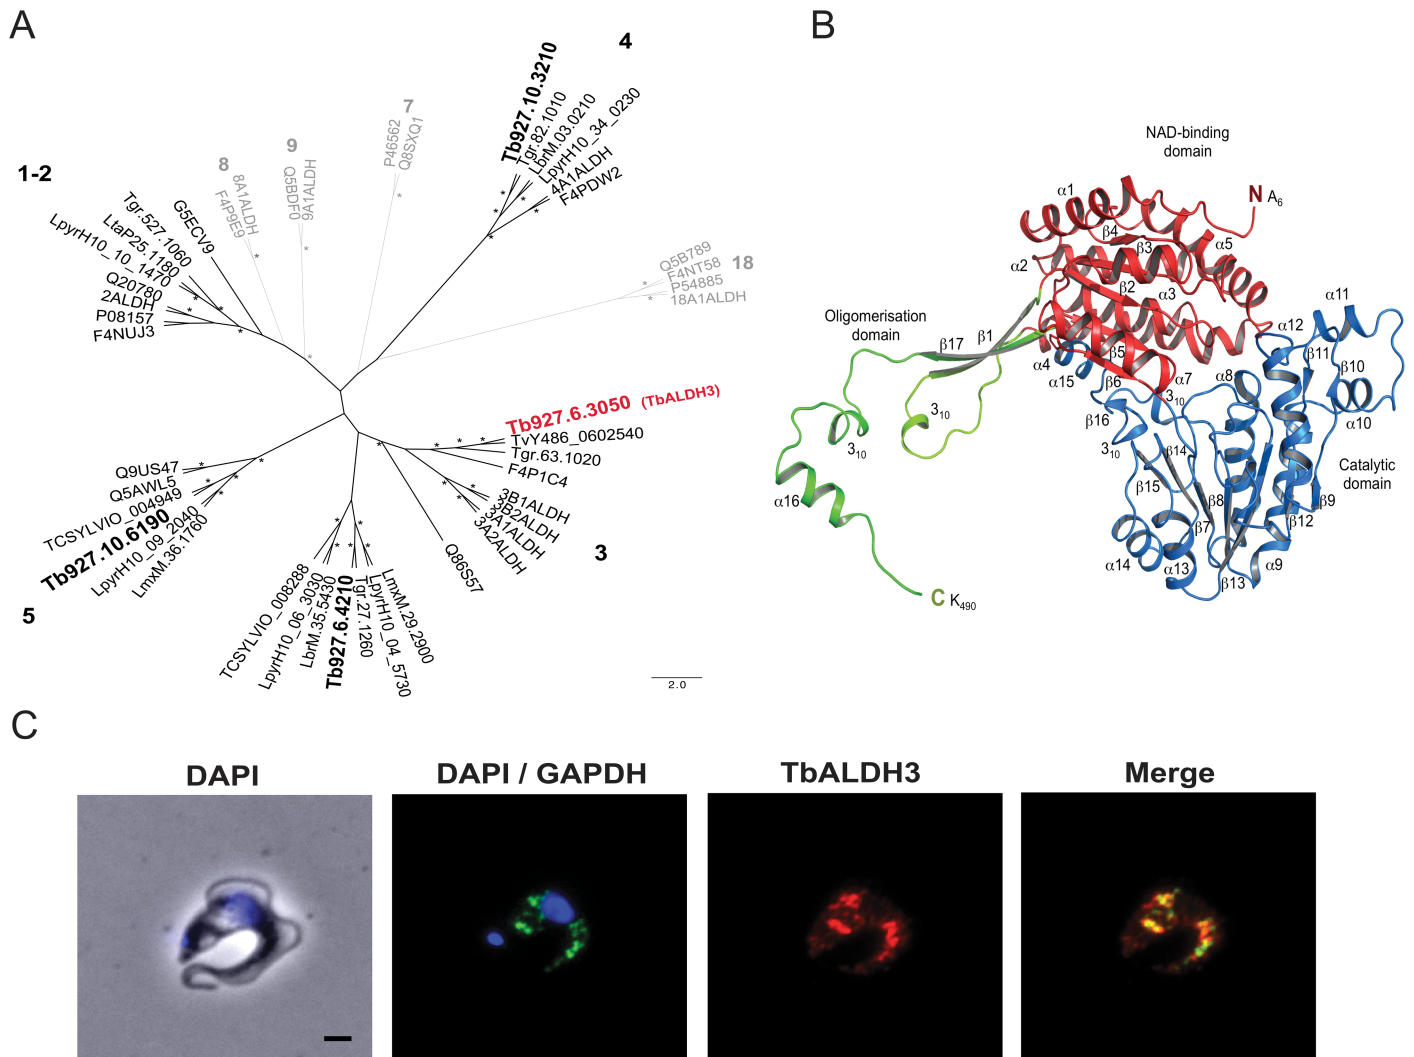 A
1-2
8
8A1ALDH
F4P9E9
9
Q5BDF0
9A1ALDH
7
P46562
Q8SXQ1
4
Tb927.10.3210
Tgr.82.1010
LbrM.03.0210
LpyrH10_34_0230
4A1ALDH
F4PDW2
Q5B789
F4NT58
P54885
18A1ALDH
18
G5ECV9
Tgr.527.1060
LtaP25.1180
LpyrH10_10_1470
Q20780
2ALDH
P08157
F4NUJ3
Tb927.6.3050 (TbALDH3)
TvY486_0602540
Tgr.63.1020
F4P1C4
3B1ALDH
3B2ALDH
3A1ALDH
3A2ALDH
3
Q86S57
LmxM.29.2900
LpyrH10_04_5730
Tgr.27.1260
Tb927.6.4210
LbrM.35.5430
LpyrH10_06_3030
TCSYLVIO_008288
Q9US47
Q5AWL5
TCSYLVIO_004949
Tb927.10.6190
LpyrH10_09_2040
LmxM.36.1760
5
2.0
B
NAD-binding
domain
N A6
α1
β4
β3
α5
α2
β2
α3
α11
Oligomerisation
domain
β17
β1
α12
β11
β5
α4
α15
β6
α7
α8
β10
310
α10
β16
310
310
310
β14
Catalytic
domain
α16
β15
β8
β9
β7
β12
α14
α13
β13
α9
C K490
C
DAPI
DAPI / GAPDH
TbALDH3
Merge